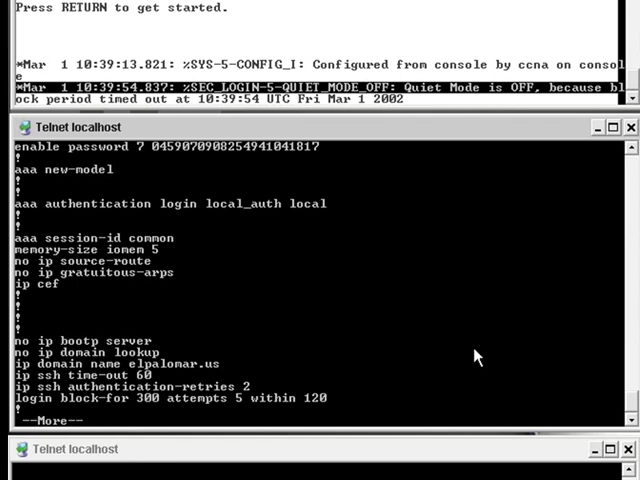 Press RETURN to get started.
*Mar  1 10:39:13.821: %SYS-5-CONFIG_I: Configured from console by ccna on consol
e
*Mar  1 10:39:54.837: %SEC_LOGIN-5-QUIET_MODE_OFF: Quiet Mode is OFF, because bl
ock period timed out at 10:39:54 UTC Fri Mar 1 2002
Telnet localhost
enable password 7 0459070908254941041817
!
aaa new-model
!
!
aaa authentication login local_auth local
!
!
aaa session-id common
memory-size iomem 5
no ip source-route
no ip gratuitous-arps
ip cef
!
!
!
!
no ip bootp server
no ip domain lookup
ip domain name elpalomar.us
ip ssh time-out 60
ip ssh authentication-retries 2
login block-for 300 attempts 5 within 120
!
--More--
Telnet localhost